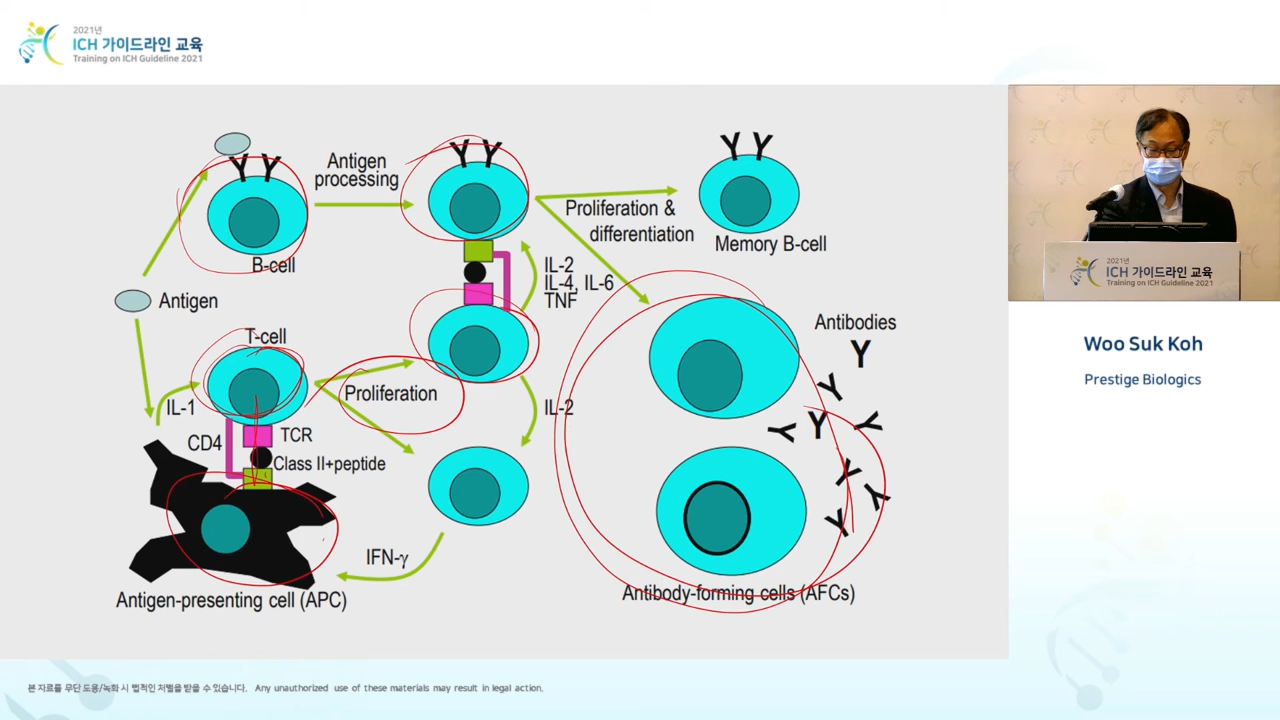 2021년
ICH 가이드라인 교육
Training on ICH Guideline 2021
Antigen
processing
B-cell
Proliferation &
differentiation
Memory B-cell
IL-2
IL-4, IL-6
TNF
Antigen
T-cell
IL-1
Proliferation
IL-2
CD4
TCR
Class II+peptide
IFN-γ
Antigen-presenting cell (APC)
Antibodies
Antibody-forming cells (AFCs)
2021년
ICH 가이드라인 교육
Training on ICH Guideline 2021
Woo Suk Koh
Prestige Biologics
본 자료를 무단 도용/녹화 시 법적인 처벌을 받을 수 있습니다. Any unauthorized use of these materials may result in legal action.